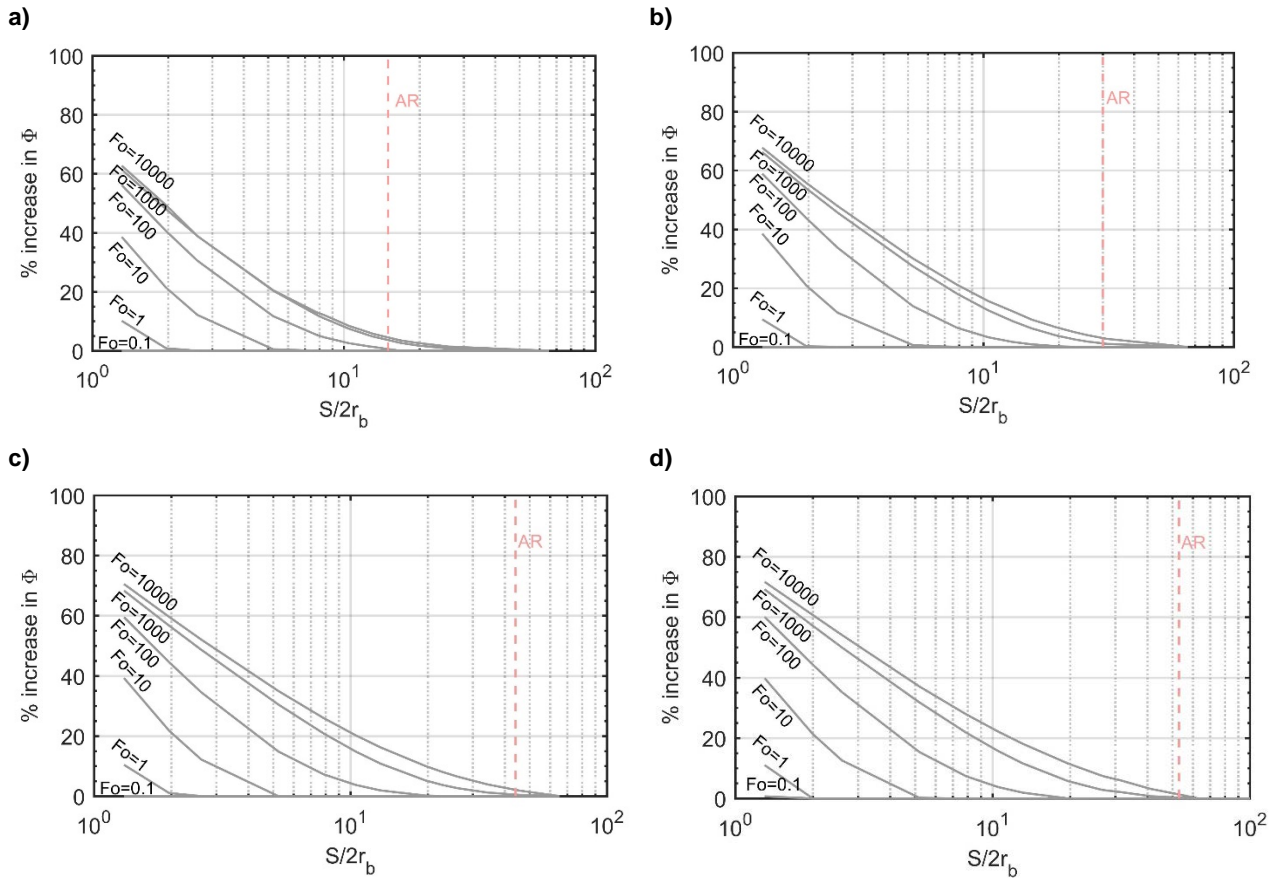 a)
100
80
60
40
20
0
% increase in Φ
Fo=10000
Fo=1000
Fo=100
Fo=10
Fo=1
Fo=0.1
AR
10^0
10^1
10^2
S/2r_b
b)
100
80
60
40
20
0
% increase in Φ
Fo=10000
Fo=1000
Fo=100
Fo=10
Fo=1
Fo=0.1
AR
10^0
10^1
10^2
S/2r_b
c)
100
80
60
40
20
0
% increase in Φ
Fo=10000
Fo=1000
Fo=100
Fo=10
Fo=1
Fo=0.1
AR
10^0
10^1
10^2
S/2r_b
d)
100
80
60
40
20
0
% increase in Φ
Fo=10000
Fo=1000
Fo=100
Fo=10
Fo=1
Fo=0.1
AR
10^0
10^1
10^2
S/2r_b